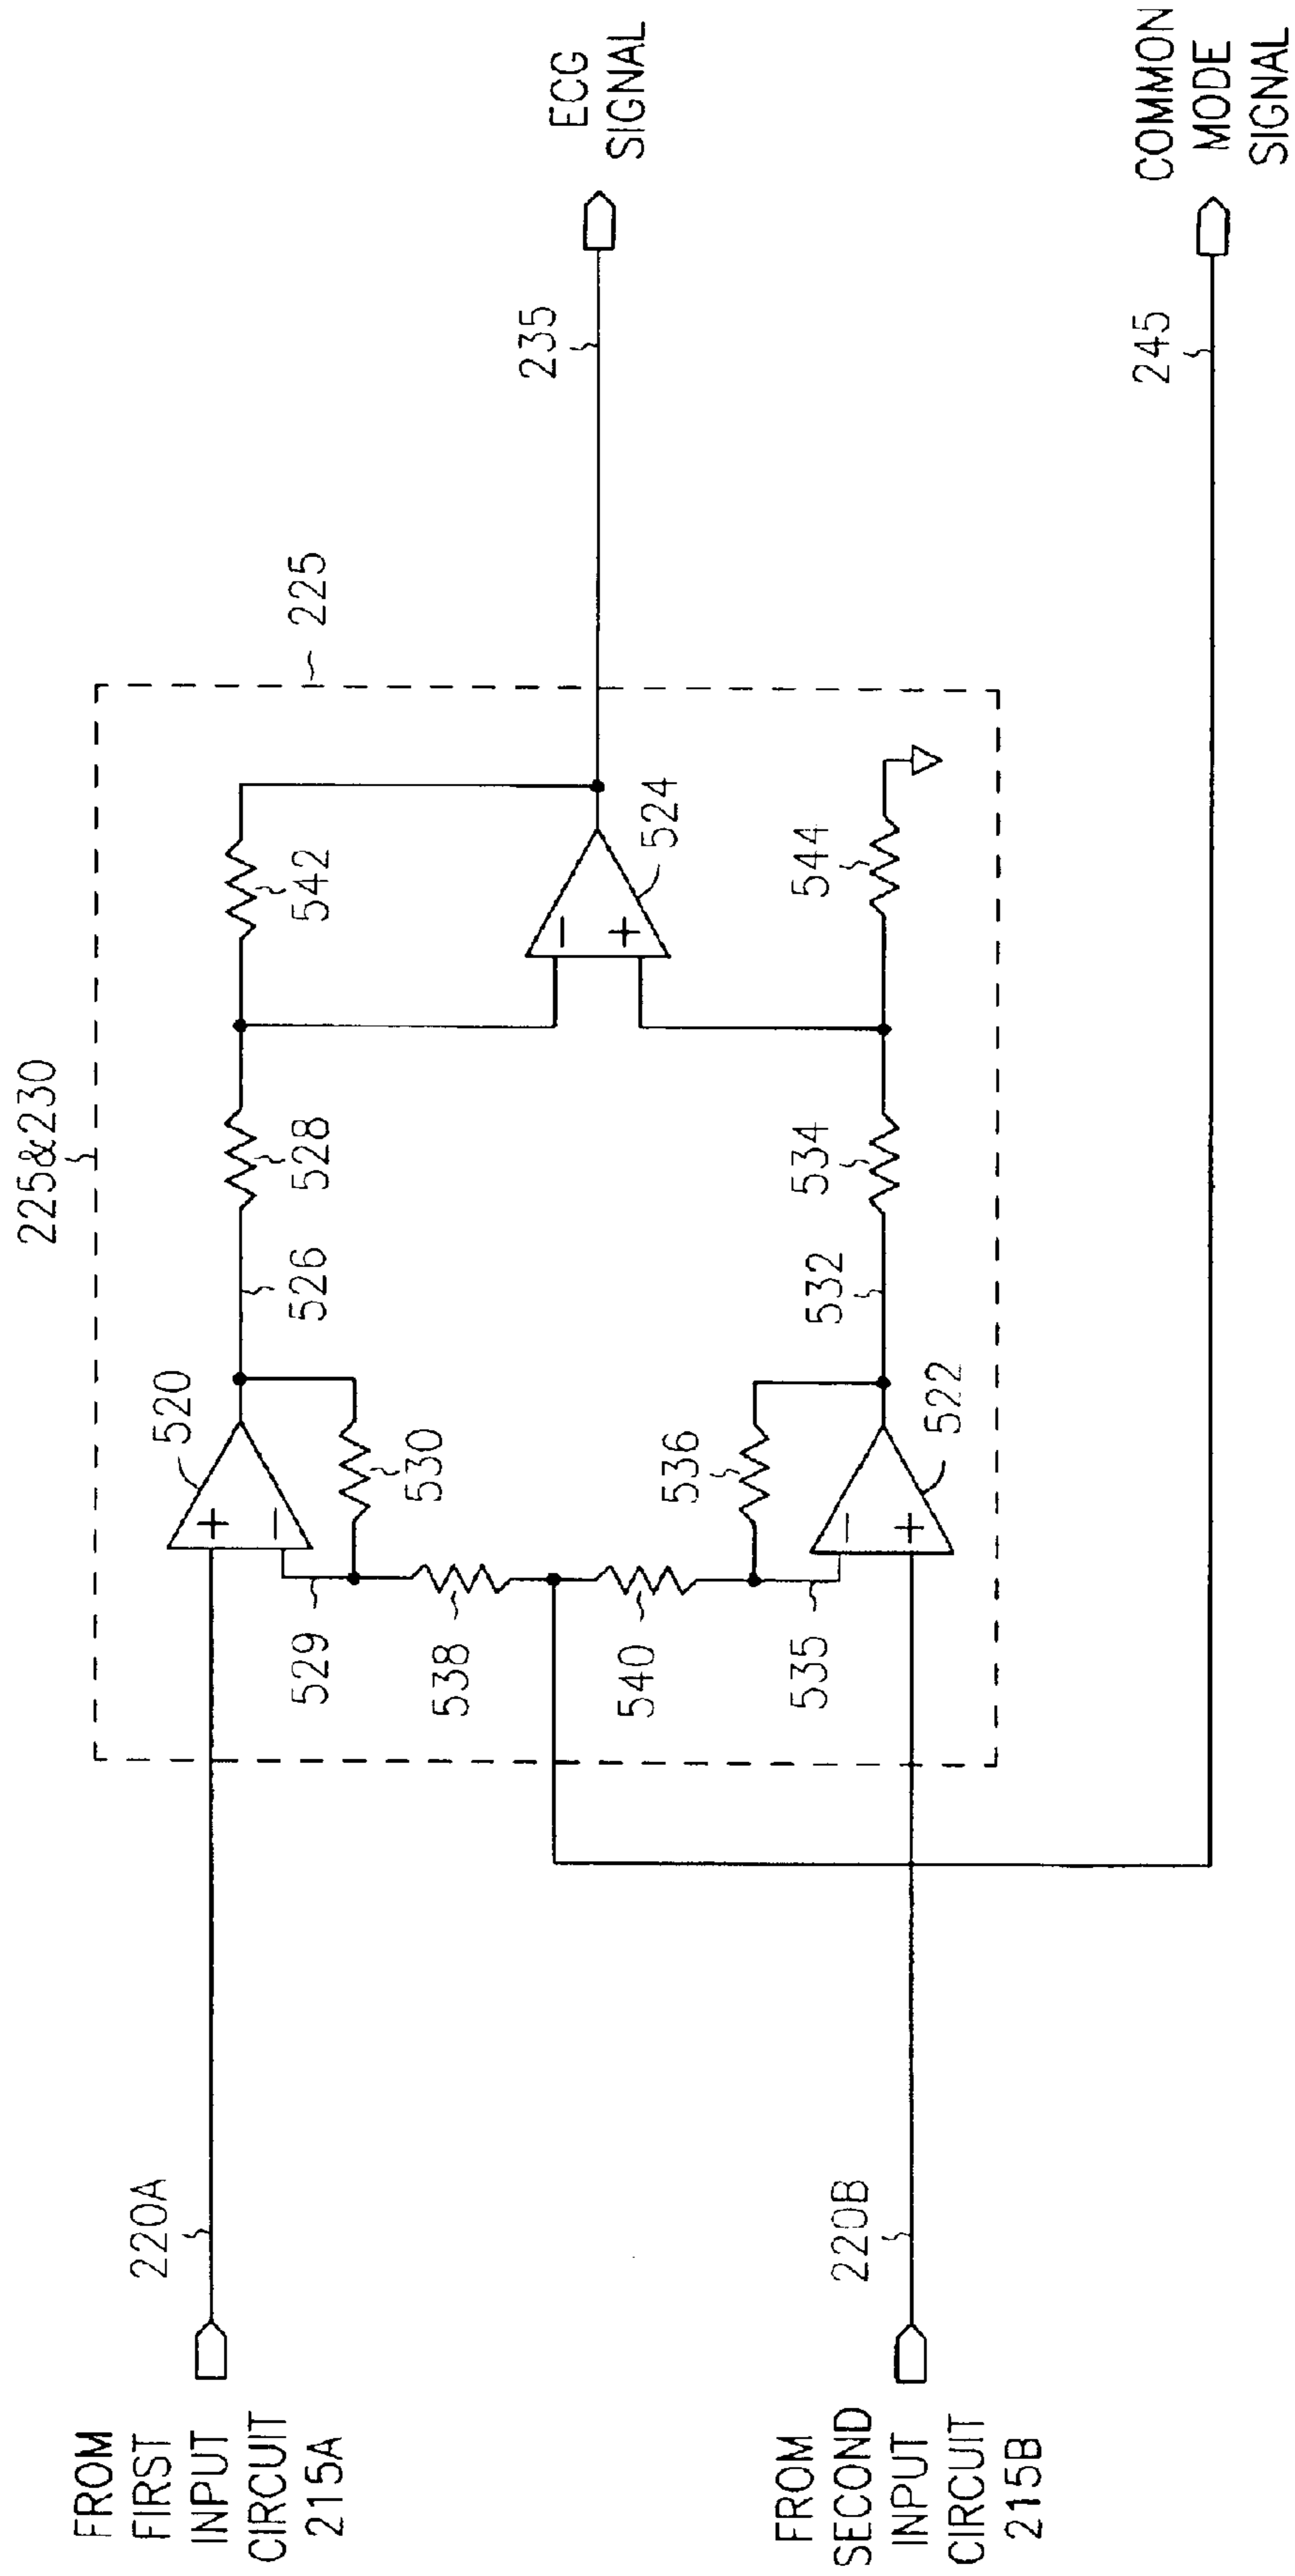 225&230
225
FROM
FIRST
INPUT
CIRCUIT
215A
220A
520
+
−
529
530
526
528
542
538
540
−
+
524
235
ECG
SIGNAL
FROM
SECOND
INPUT
CIRCUIT
215B
220B
535
536
−
+
522
532
534
544
245
COMMON
MODE
SIGNAL